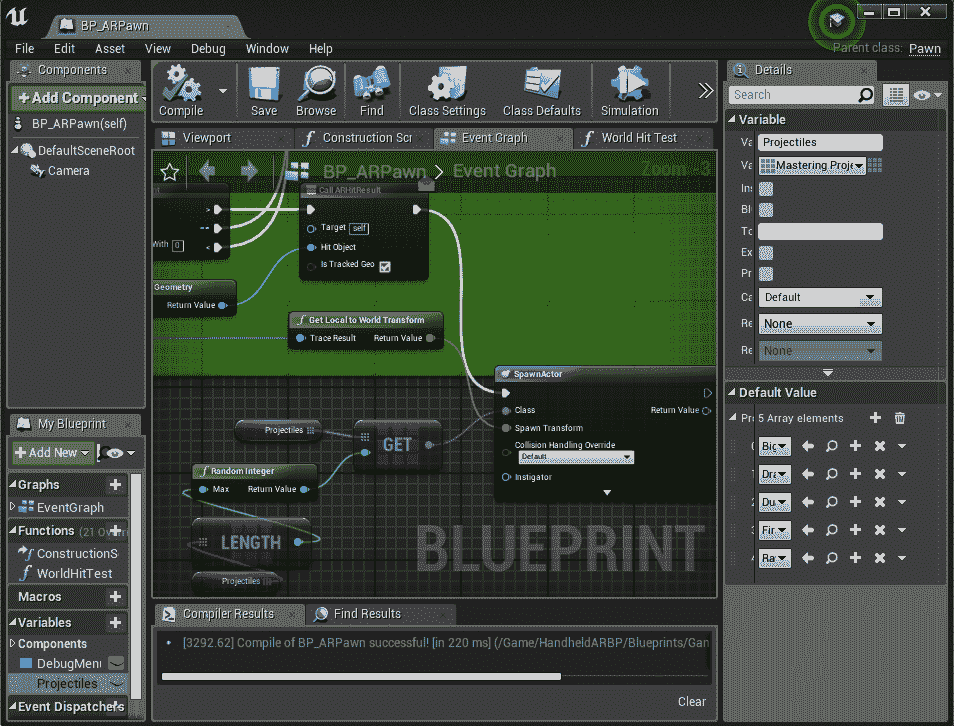 BP_ARPawn
Parent class: Pawn
File Edit Asset View Debug Window Help
Components
+Add Component
BP_ARPawn(self)
DefaultSceneRoot
Camera
My Blueprint
+Add New
Graphs
EventGraph
Functions (21 Over
ConstructionS
WorldHitTest
Macros
Variables
Components
DebugMenu
Projectiles
Event Dispatchers
Compile Save Browse Find Class Settings Class Defaults Simulation
Viewport Construction Scr Event Graph World Hit Test
BP_ARPawn > Event Graph Zoom -3
>
==
<
With 0
Call ARHitResult
Target self
Hit Object
Is Tracked Geo
Geometry
Return Value
Get Local to World Transform
Trace Result Return Value
SpawnActor
Class Return Value
Spawn Transform
Collision Handling Override
Default
Instigator
Projectiles
GET
Random Integer
Max Return Value
LENGTH
Projectiles
BLUEPRINT
Compiler Results Find Results
[3292.62] Compile of BP_ARPawn successful! [in 220 ms] (/Game/HandheldARBP/Blueprints/Gan
Clear
Details
Search
Variable
Va Projectiles
Va Mastering Proje
Ins
Bl
To
Ex
Pr
Ca Default
Re None
Re None
Default Value
Pr 5 Array elements
Big
Dra
Du
Fir
Ra